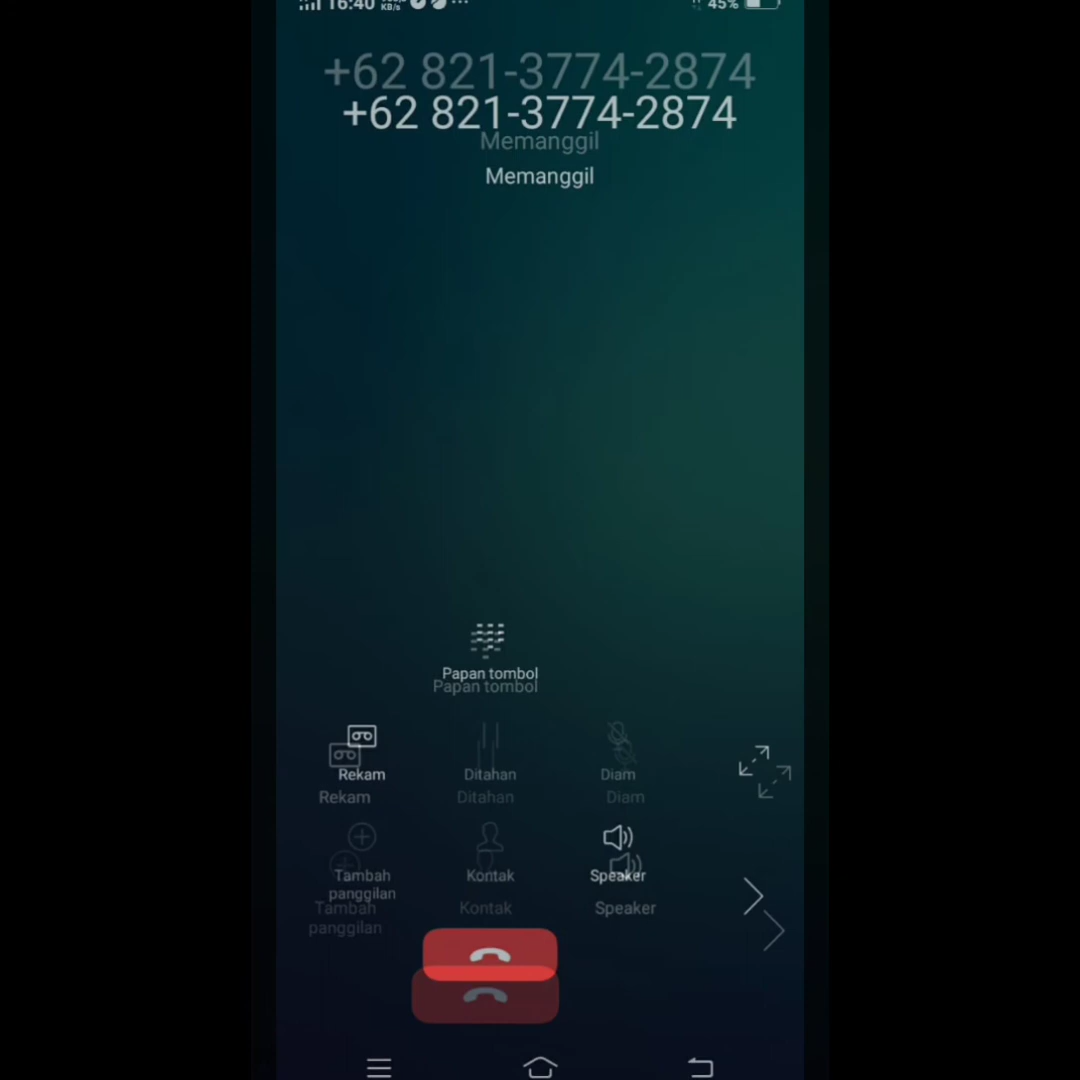 16:40 KB/s ... 45%
+62 821-3774-2874
+62 821-3774-2874
Memanggil
Memanggil
Papan tombol
Papan tombol
Rekam Ditahan Diam
Rekam Ditahan Diam
Tambah panggilan Kontak Speaker
Tambah panggilan Kontak Speaker